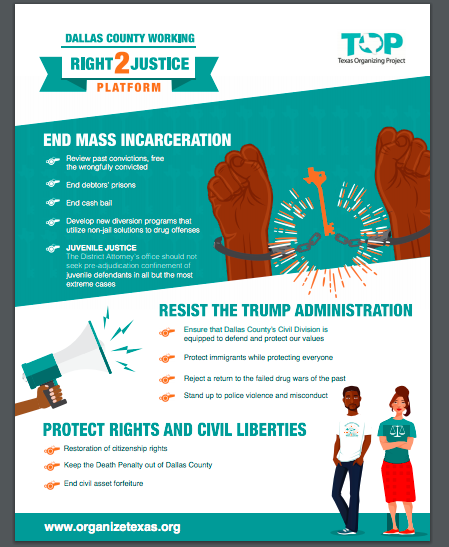 DALLAS COUNTY WORKING
RIGHT2JUSTICE
PLATFORM
TOP
Texas Organizing Project
END MASS INCARCERATION
Review past convictions, free
the wrongfully convicted
End debtors' prisons
End cash bail
Develop new diversion programs that
utilize non-jail solutions to drug offenses
JUVENILE JUSTICE
The District Attorney's office should not
seek pre-adjudication confinement of
juvenile defendants in all but the most
extreme cases
RESIST THE TRUMP ADMINISTRATION
Ensure that Dallas County's Civil Division is
equipped to defend and protect our values
Protect immigrants while protecting everyone
Reject a return to the failed drug wars of the past
Stand up to police violence and misconduct
PROTECT RIGHTS AND CIVIL LIBERTIES
Restoration of citizenship rights
Keep the Death Penalty out of Dallas County
End civil asset forfeiture
www.organizetexas.org